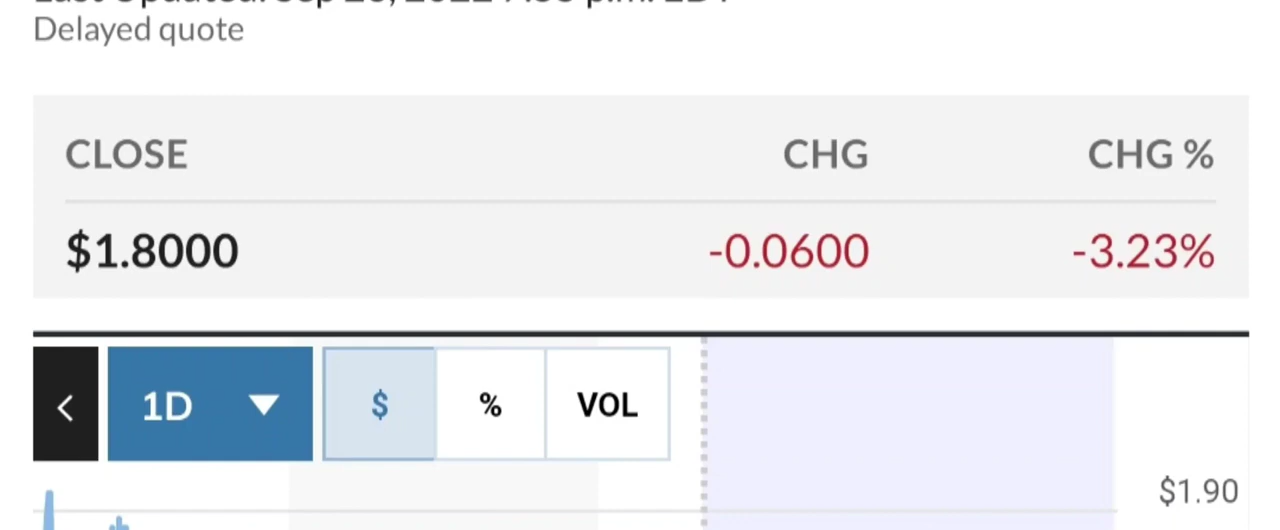 Delayed quote
CLOSE CHG CHG %
$1.8000 -0.0600 -3.23%
1D $ % VOL
$1.90